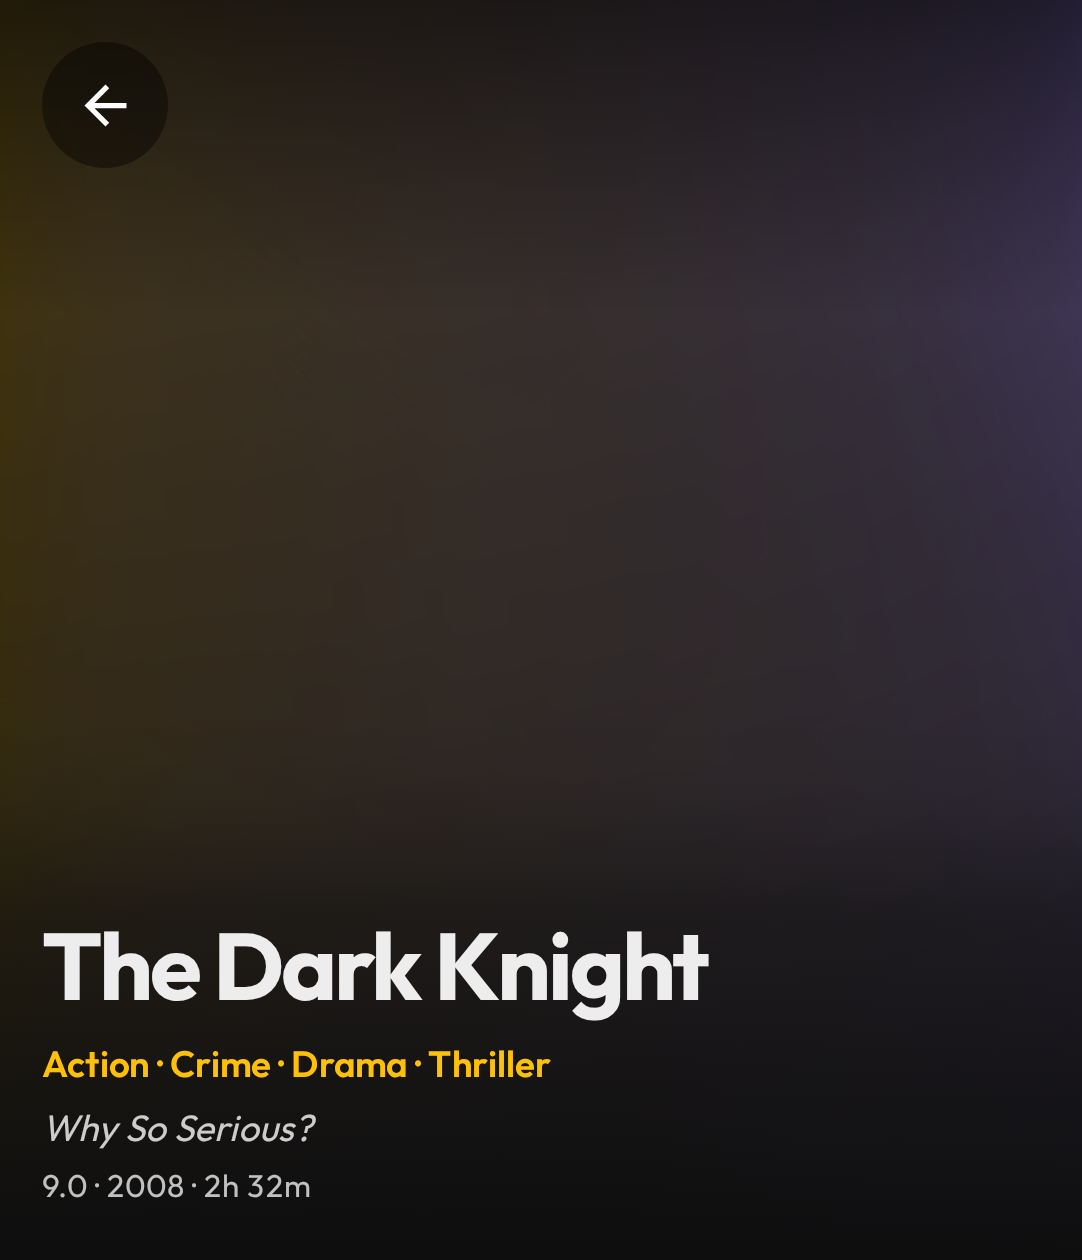 The Dark Knight
Action · Crime · Drama · Thriller
Why So Serious?
9.0 · 2008 · 2h 32m